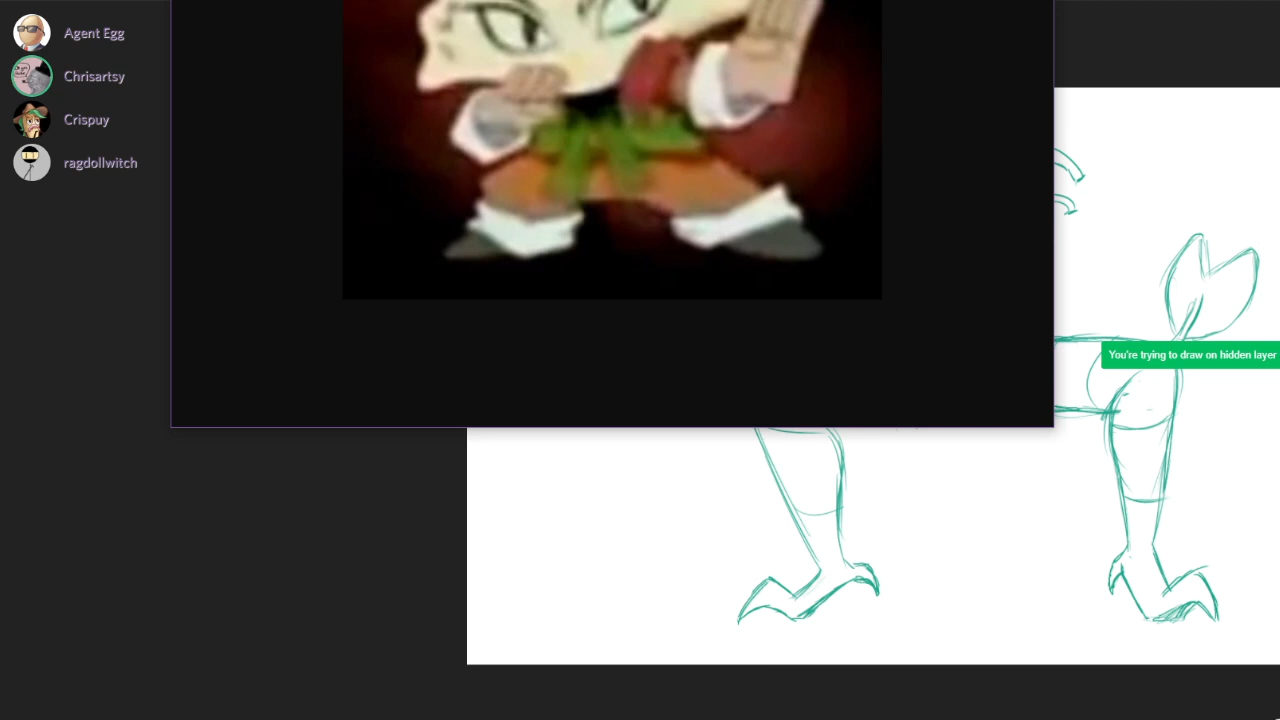 Agent Egg
Chrisartsy
Crispuy
ragdollwitch
You're trying to draw on hidden layer